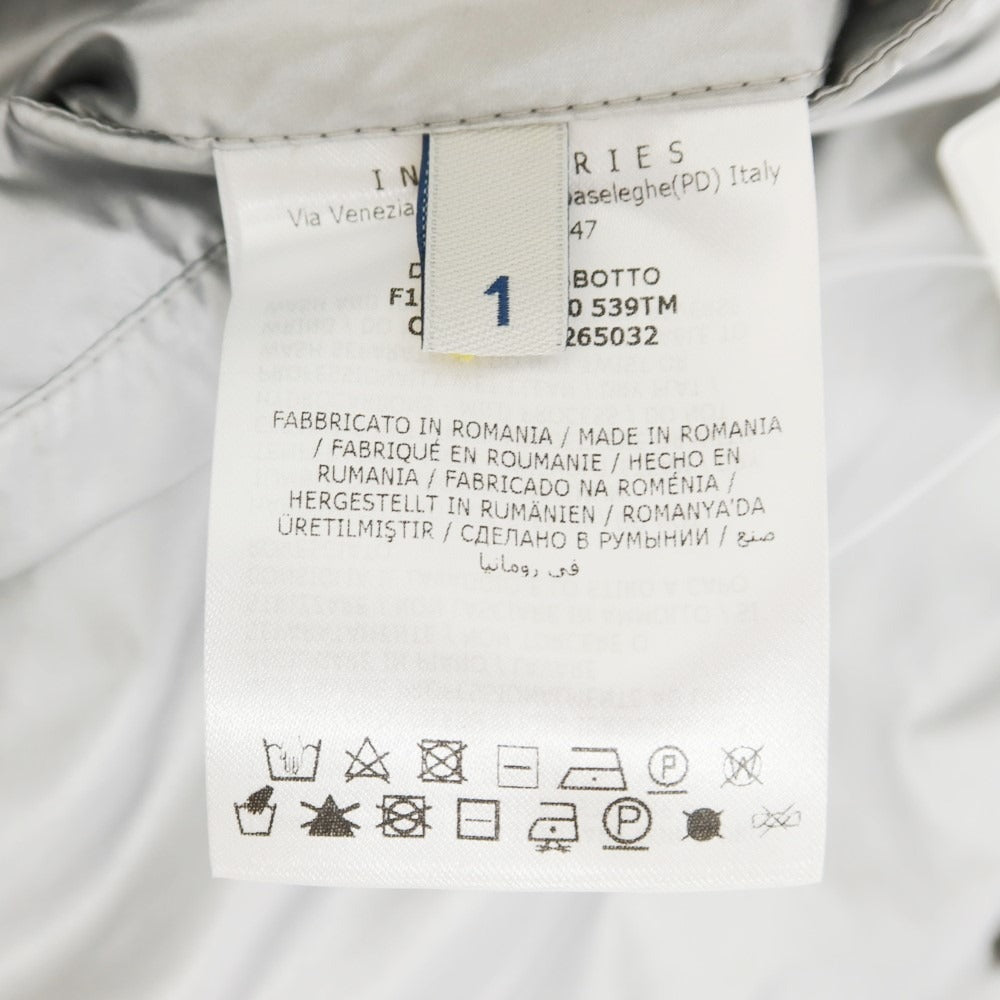 IN RIES
Via Venezia aseleghe(PD) Italy
47
BOTTO
F1 0 539TM
265032
1
FABBRICATO IN ROMANIA / MADE IN ROMANIA
/ FABRIQUÉ EN ROUMANIE / HECHO EN
RUMANIA / FABRICADO NA ROMÉNIA /
HERGESTELLT IN RUMÄNIEN / ROMANYA'DA
ÜRETILMIŞTIR / СДЕЛАНО В РУМЫНИИ / صنع
في رومانيا
P W
P